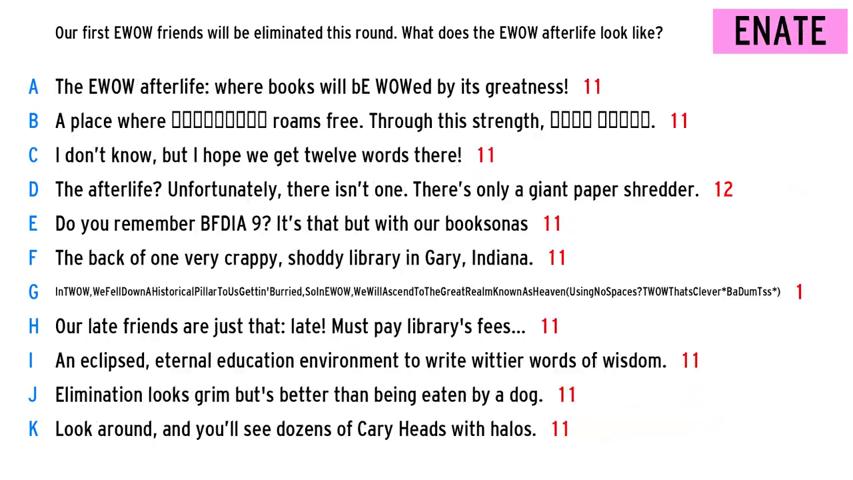 Our first EWOW friends will be eliminated this round. What does the EWOW afterlife look like?
ENATE
A The EWOW afterlife: where books will bE WOWed by its greatness! 11
B A place where ▯▯▯▯▯▯▯▯▯ roams free. Through this strength, ▯▯▯▯ ▯▯▯▯▯. 11
C I don't know, but I hope we get twelve words there! 11
D The afterlife? Unfortunately, there isn't one. There's only a giant paper shredder. 12
E Do you remember BFDIA 9? It's that but with our booksonas 11
F The back of one very crappy, shoddy library in Gary, Indiana. 11
G InTWOW,WeFellDownAHistoricalPillarToUsGettin'Burried,SoInEWOW,WeWillAscendToTheGreatRealmKnownAsHeaven(UsingNoSpaces?TWOWThatsClever*BaDumTss*) 1
H Our late friends are just that: late! Must pay library's fees... 11
I An eclipsed, eternal education environment to write wittier words of wisdom. 11
J Elimination looks grim but's better than being eaten by a dog. 11
K Look around, and you'll see dozens of Cary Heads with halos. 11